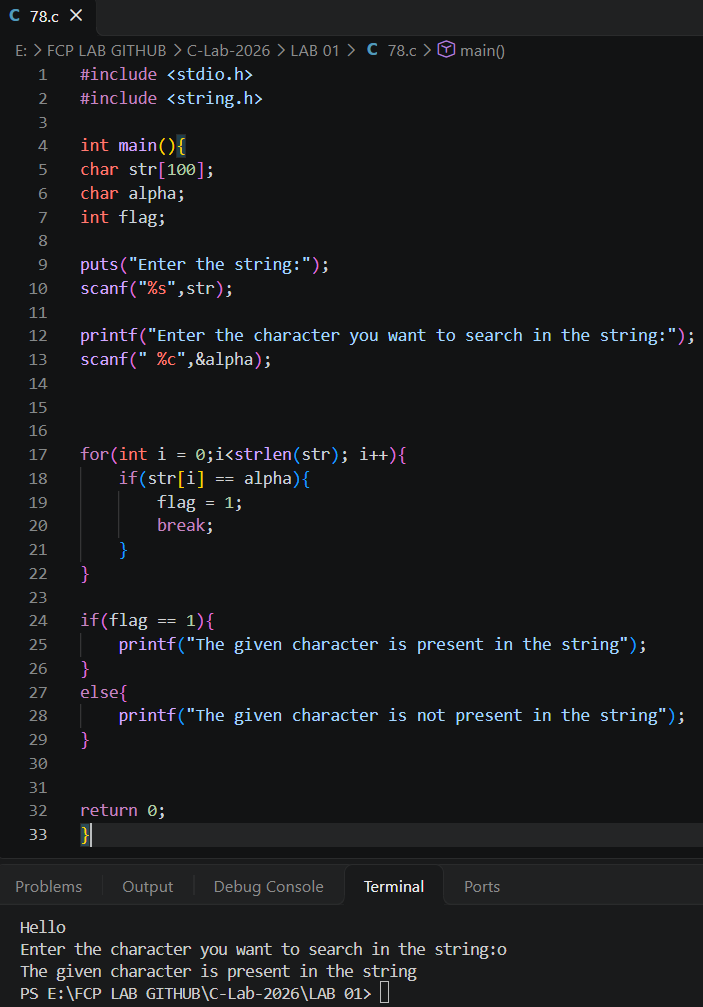 C 78.c ✕
E: > FCP LAB GITHUB > C-Lab-2026 > LAB 01 > C 78.c > main()
1 #include <stdio.h>
2 #include <string.h>
3
4 int main(){
5 char str[100];
6 char alpha;
7 int flag;
8
9 puts("Enter the string:");
10 scanf("%s",str);
11
12 printf("Enter the character you want to search in the string:");
13 scanf(" %c",&alpha);
14
15
16
17 for(int i = 0;i<strlen(str); i++){
18     if(str[i] == alpha){
19         flag = 1;
20         break;
21     }
22 }
23
24 if(flag == 1){
25     printf("The given character is present in the string");
26 }
27 else{
28     printf("The given character is not present in the string");
29 }
30
31
32 return 0;
33 }
Problems Output Debug Console Terminal Ports
Hello
Enter the character you want to search in the string:o
The given character is present in the string
PS E:\FCP LAB GITHUB\C-Lab-2026\LAB 01>